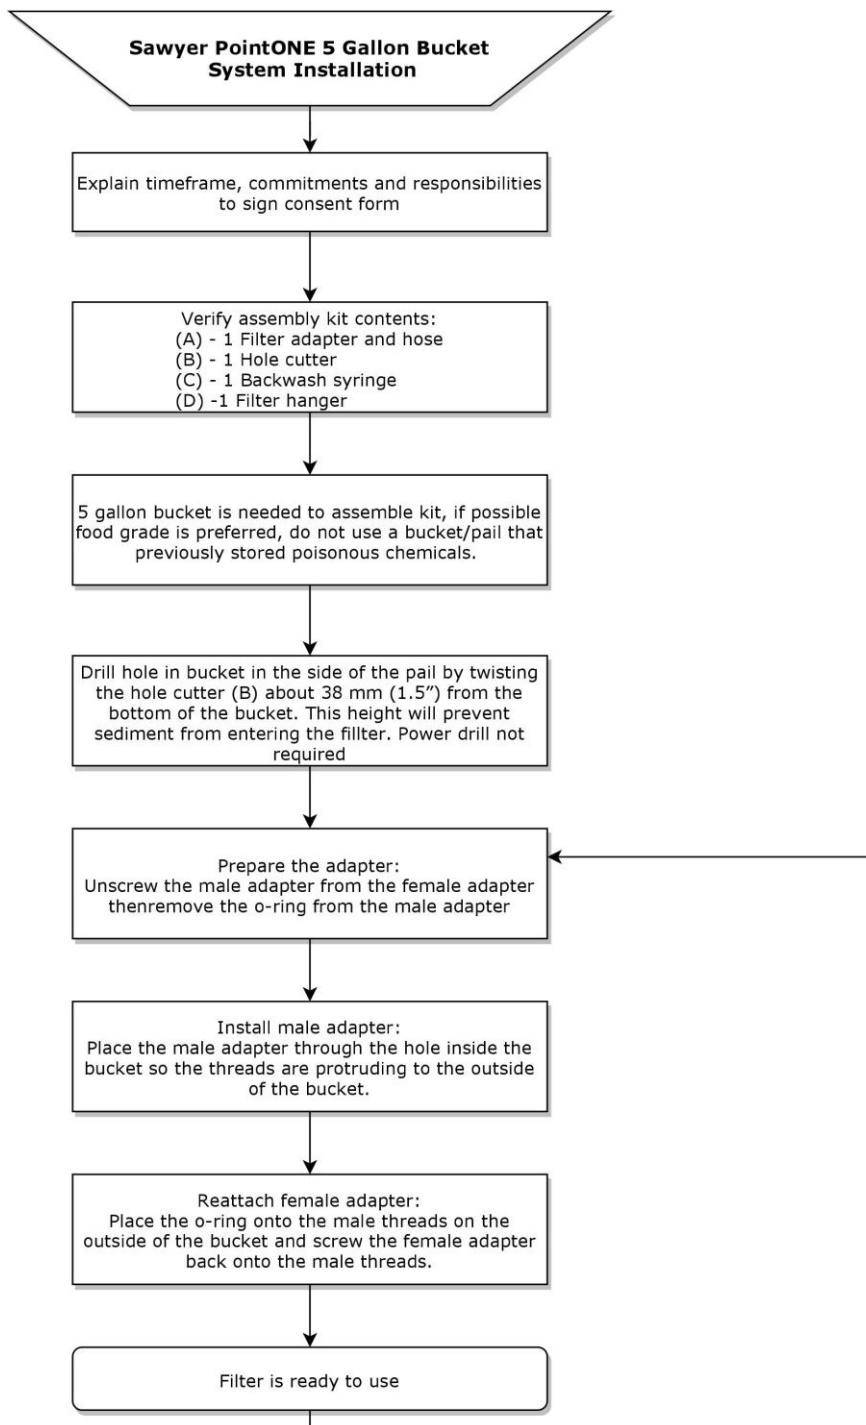 Sawyer PointONE 5 Gallon Bucket
System Installation
Explain timeframe, commitments and responsibilities
to sign consent form
Verify assembly kit contents:
(A) - 1 Filter adapter and hose
(B) - 1 Hole cutter
(C) - 1 Backwash syringe
(D) -1 Filter hanger
5 gallon bucket is needed to assemble kit, if possible
food grade is preferred, do not use a bucket/pail that
previously stored poisonous chemicals.
Drill hole in bucket in the side of the pail by twisting
the hole cutter (B) about 38 mm (1.5”) from the
bottom of the bucket. This height will prevent
sediment from entering the fillter. Power drill not
required
Prepare the adapter:
Unscrew the male adapter from the female adapter
thenremove the o-ring from the male adapter
Install male adapter:
Place the male adapter through the hole inside the
bucket so the threads are protruding to the outside
of the bucket.
Reattach female adapter:
Place the o-ring onto the male threads on the
outside of the bucket and screw the female adapter
back onto the male threads.
Filter is ready to use